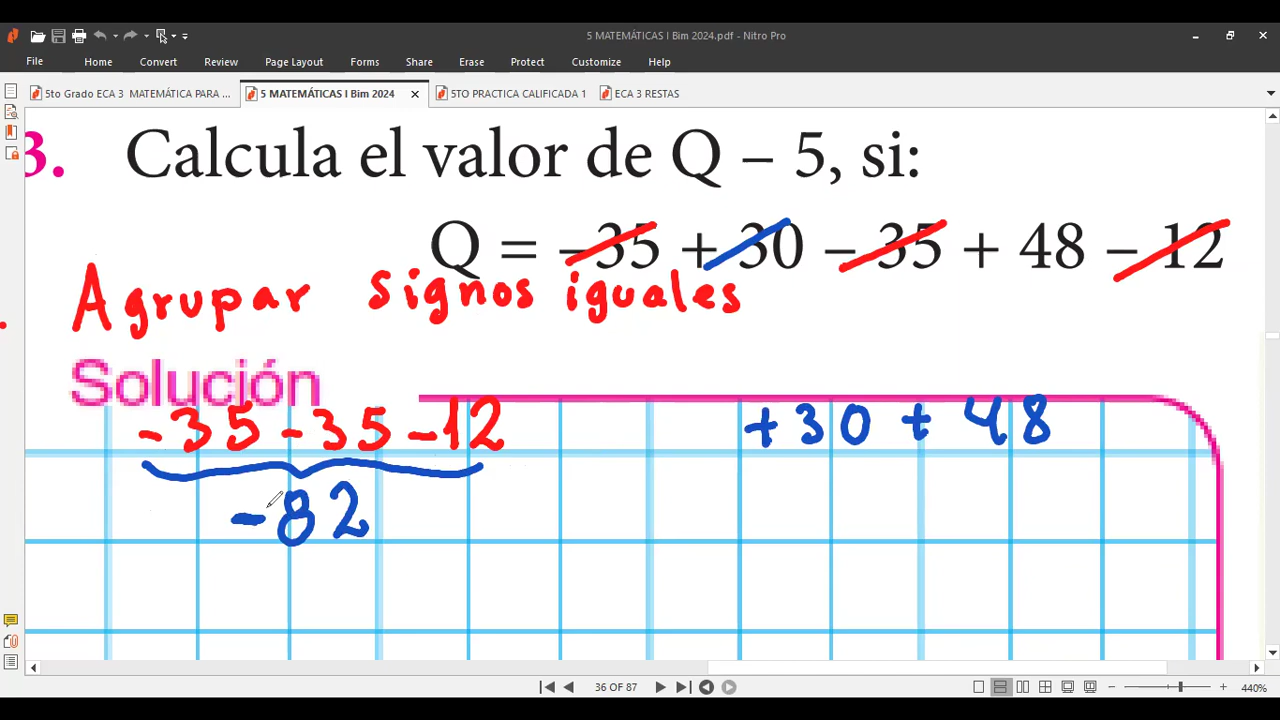 5 MATEMÁTICAS I Bim 2024.pdf - Nitro Pro
File Home Convert Review Page Layout Forms Share Erase Protect Customize Help
5to Grado ECA 3 MATEMÁTICA PARA ... 5 MATEMÁTICAS I Bim 2024 5TO PRACTICA CALIFICADA 1 ECA 3 RESTAS
3. Calcula el valor de Q – 5, si:
Q = –35 + 30 – 35 + 48 – 12
Agrupar signos iguales
Solución
-35-35-12 +30 + 48
-82
36 OF 87 440%